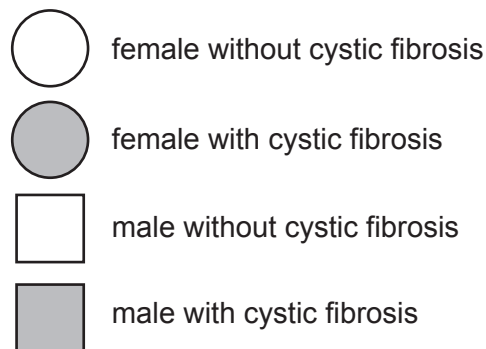 female without cystic fibrosis
female with cystic fibrosis
male without cystic fibrosis
male with cystic fibrosis